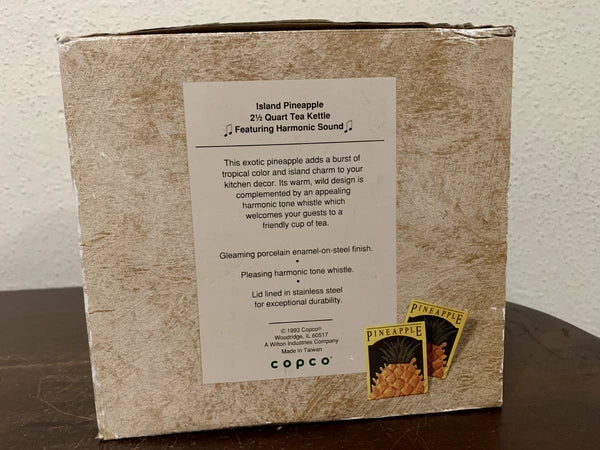 Island Pineapple
2½ Quart Tea Kettle
♫ Featuring Harmonic Sound ♫
This exotic pineapple adds a burst of
tropical color and island charm to your
kitchen decor. Its warm, wild design is
complemented by an appealing
harmonic tone whistle which
welcomes your guests to a
friendly cup of tea.
Gleaming porcelain enamel-on-steel finish.
•
Pleasing harmonic tone whistle.
•
Lid lined in stainless steel
for exceptional durability.
© 1993 Copco®
Woodridge, IL 60517
A Wilton Industries Company
Made in Taiwan
copco®
PINEAPPLE
PINEAPPLE